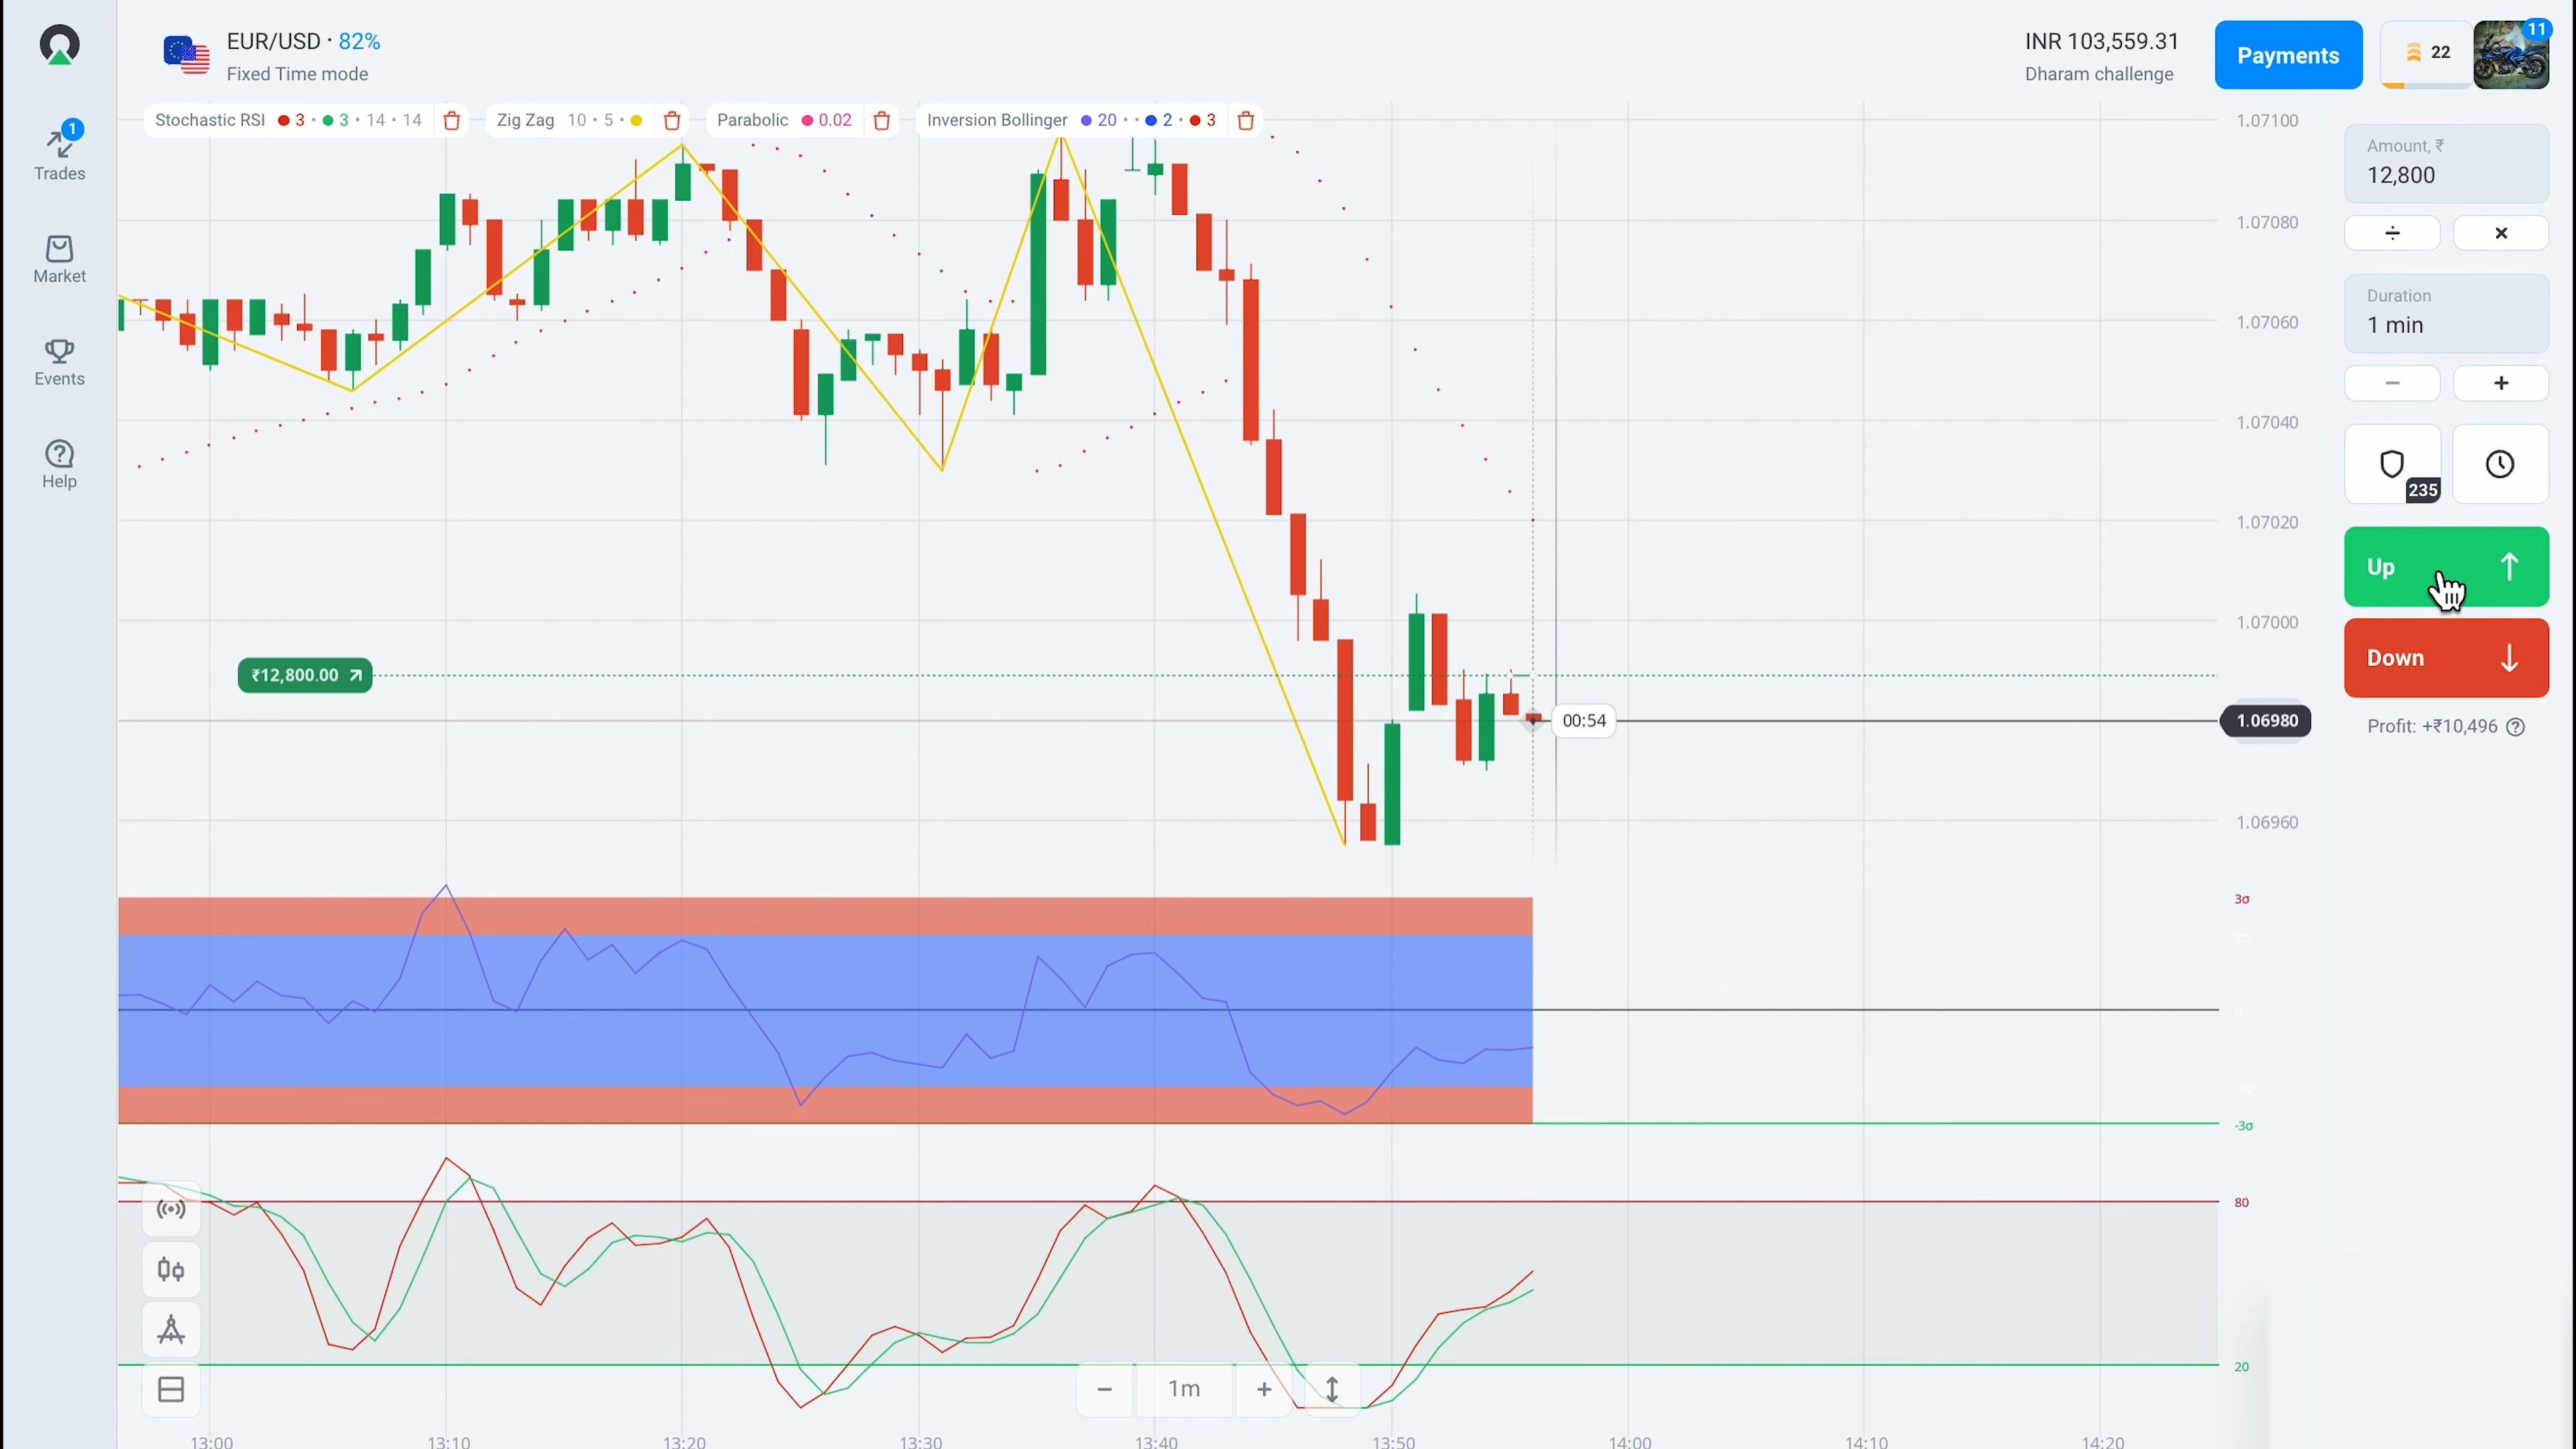 EUR/USD · 82%
Fixed Time mode
INR 103,559.31
Dharam challenge
Payments
22
11
1
Trades
Market
Events
Help
Stochastic RSI 3 · 3 · 14 · 14
Zig Zag 10 · 5 ·
Parabolic 0.02
Inversion Bollinger 20 · · 2 · 3
1.07100
1.07080
1.07060
1.07040
1.07020
1.07000
1.06980
1.06960
Amount, ₹
12,800
÷ ×
Duration
1 min
− +
235
Up
Down
Profit: +₹10,496 ?
₹12,800.00
00:54
3σ
-3σ
80
20
− 1m +
13:00 13:10 13:20 13:30 13:40 13:50 14:00 14:10 14:20